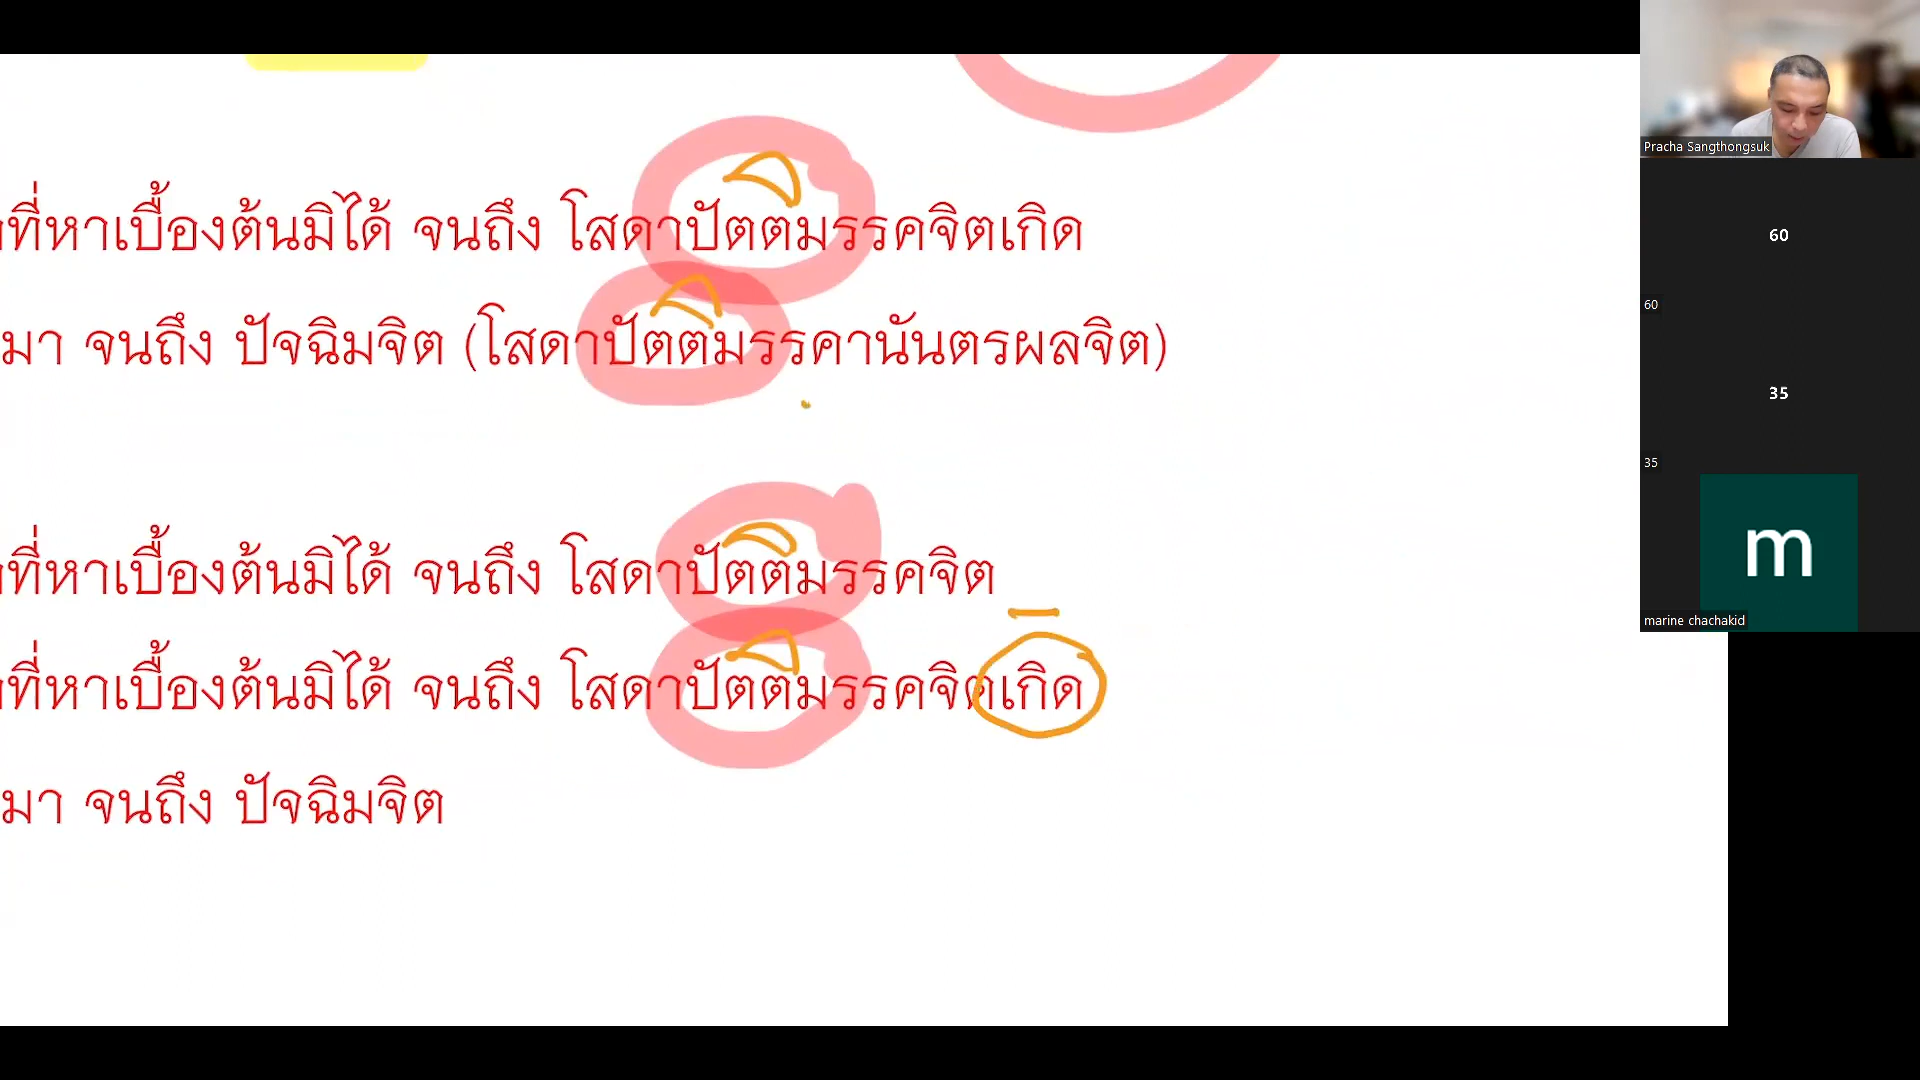 ที่หาเบื้องต้นมิได้ จนถึง โสดาปัตติมรรคจิตเกิด
มา จนถึง ปัจฉิมจิต (โสดาปัตติมรรคานันตรผลจิต)
ที่หาเบื้องต้นมิได้ จนถึง โสดาปัตติมรรคจิต
ที่หาเบื้องต้นมิได้ จนถึง โสดาปัตติมรรคจิตเกิด
มา จนถึง ปัจฉิมจิต
Pracha Sangthongsuk
60
60
35
35
m
marine chachakid